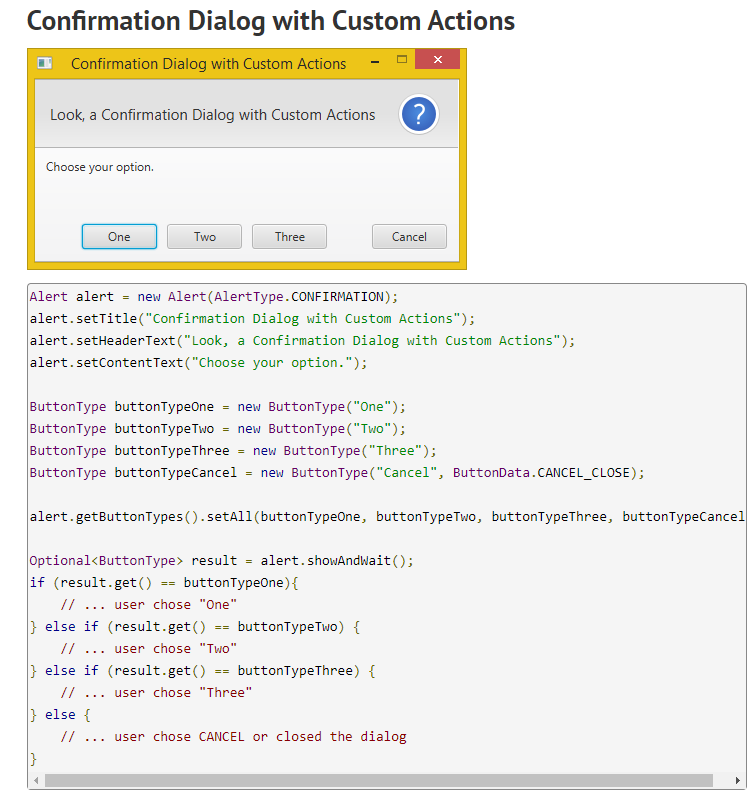 Confirmation Dialog with Custom Actions
Confirmation Dialog with Custom Actions
Look, a Confirmation Dialog with Custom Actions
?
Choose your option.
One Two Three Cancel
Alert alert = new Alert(AlertType.CONFIRMATION);
alert.setTitle("Confirmation Dialog with Custom Actions");
alert.setHeaderText("Look, a Confirmation Dialog with Custom Actions");
alert.setContentText("Choose your option.");

ButtonType buttonTypeOne = new ButtonType("One");
ButtonType buttonTypeTwo = new ButtonType("Two");
ButtonType buttonTypeThree = new ButtonType("Three");
ButtonType buttonTypeCancel = new ButtonType("Cancel", ButtonData.CANCEL_CLOSE);

alert.getButtonTypes().setAll(buttonTypeOne, buttonTypeTwo, buttonTypeThree, buttonTypeCancel

Optional<ButtonType> result = alert.showAndWait();
if (result.get() == buttonTypeOne){
    // ... user chose "One"
} else if (result.get() == buttonTypeTwo) {
    // ... user chose "Two"
} else if (result.get() == buttonTypeThree) {
    // ... user chose "Three"
} else {
    // ... user chose CANCEL or closed the dialog
}